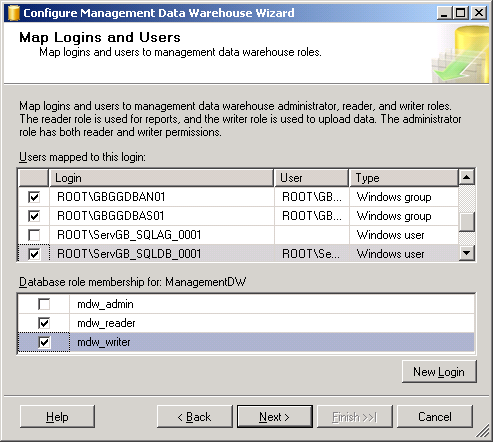 Configure Management Data Warehouse Wizard
Map Logins and Users
Map logins and users to management data warehouse roles.
Map logins and users to management data warehouse administrator, reader, and writer roles.
The reader role is used for reports, and the writer role is used to upload data. The administrator
role has both reader and writer permissions.
Users mapped to this login:
Login User Type
ROOT\GBGGDBAN01 ROOT\GB... Windows group
ROOT\GBGGDBAS01 ROOT\GB... Windows group
ROOT\ServGB_SQLAG_0001 Windows user
ROOT\ServGB_SQLDB_0001 ROOT\Se... Windows user
Database role membership for: ManagementDW
mdw_admin
mdw_reader
mdw_writer
New Login
Help < Back Next > Finish >>| Cancel